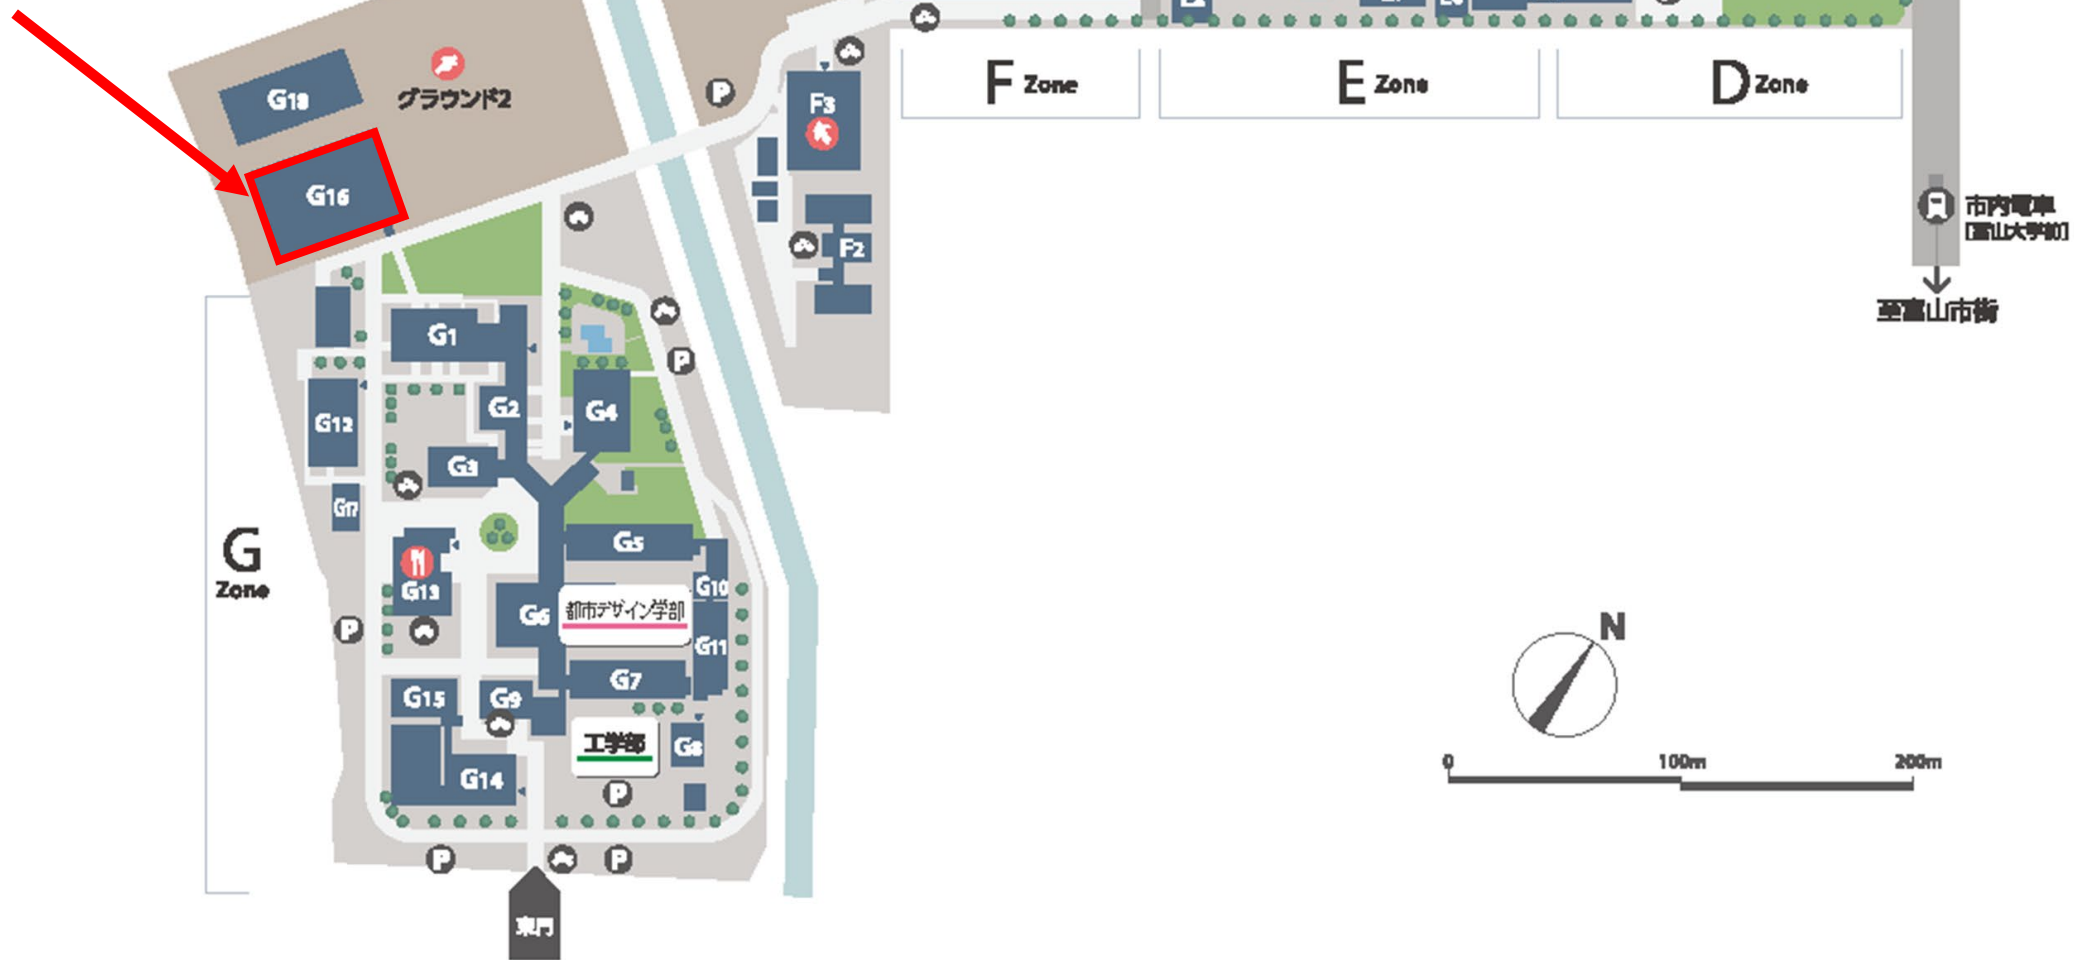 G18
グラウンド2
G16
P
F3
F Zone
E Zone
D Zone
F2
市内電車
[富山大学前]
至富山市街
G1
G2
G4
P
G12
G3
G17
G
Zone
G5
G13
G10
G6
都市デザイン学部
P
G11
G7
G15
G9
工学部
G8
G14
P
P
P
東門
N
0
100m
200m